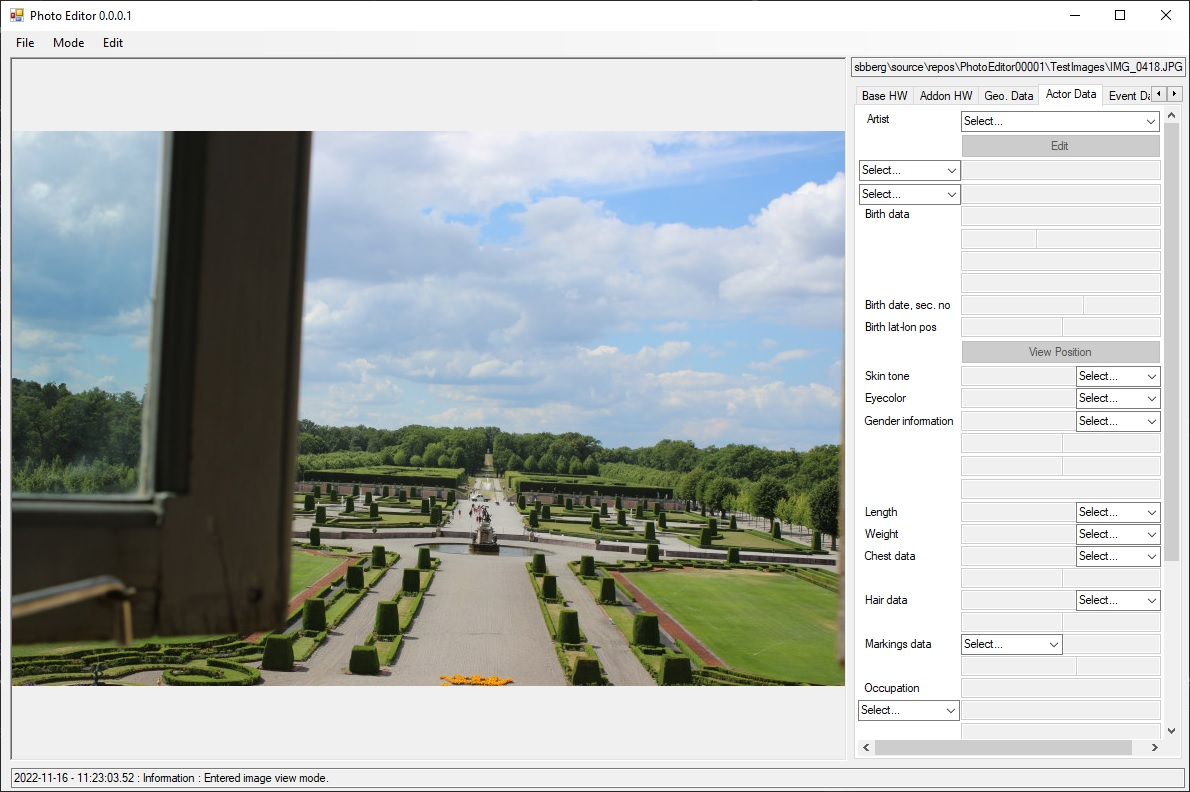 Photo Editor 0.0.0.1
File Mode Edit
sbberg\source\repos\PhotoEditor00001\TestImages\IMG_0418.JPG
Base HW Addon HW Geo. Data Actor Data Event Da
Artist Select...
Edit
Select...
Select...
Birth data
Birth date, sec. no
Birth lat-lon pos
View Position
Skin tone Select...
Eyecolor Select...
Gender information Select...
Length Select...
Weight Select...
Chest data Select...
Hair data Select...
Markings data Select...
Occupation
Select...
2022-11-16 - 11:23:03.52 : Information : Entered image view mode.